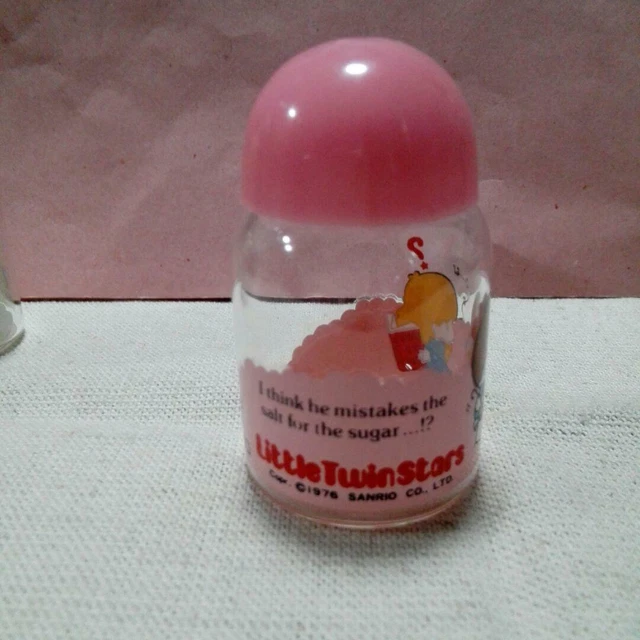 ?
I think he mistakes the
salt for the sugar ...!?
LittleTwinStars
Cop. ©1976 SANRIO CO., LTD.